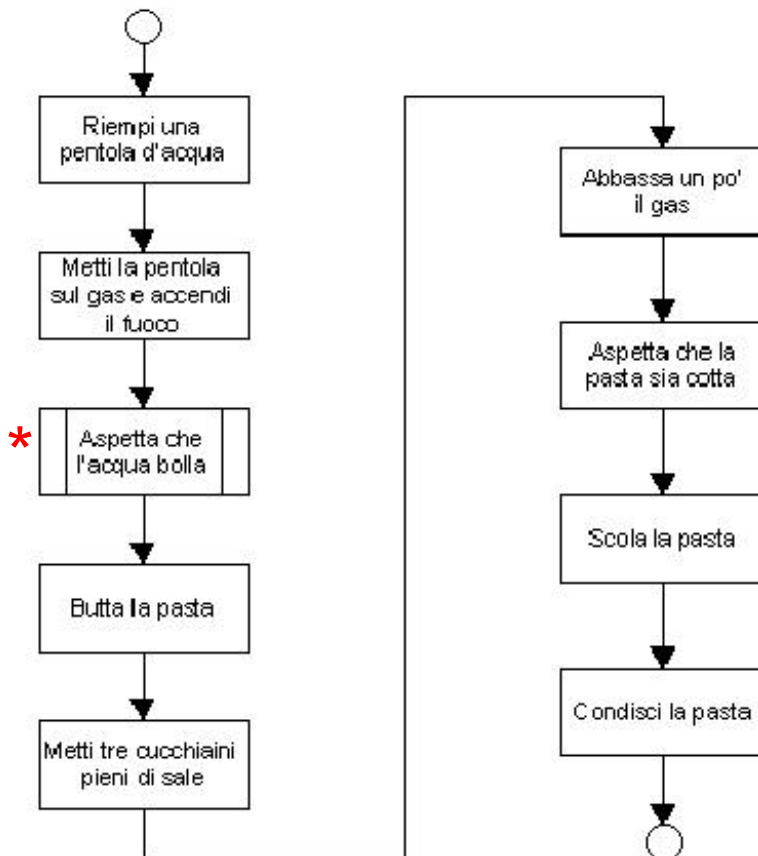 Riempi una
pentola d'acqua
Metti la pentola
sul gas e accendi
il fuoco
*
Aspetta che
l'acqua bolla
Butta la pasta
Metti tre cucchiaini
pieni di sale
Abbassa un po'
il gas
Aspetta che la
pasta sia cotta
Scola la pasta
Condisci la pasta